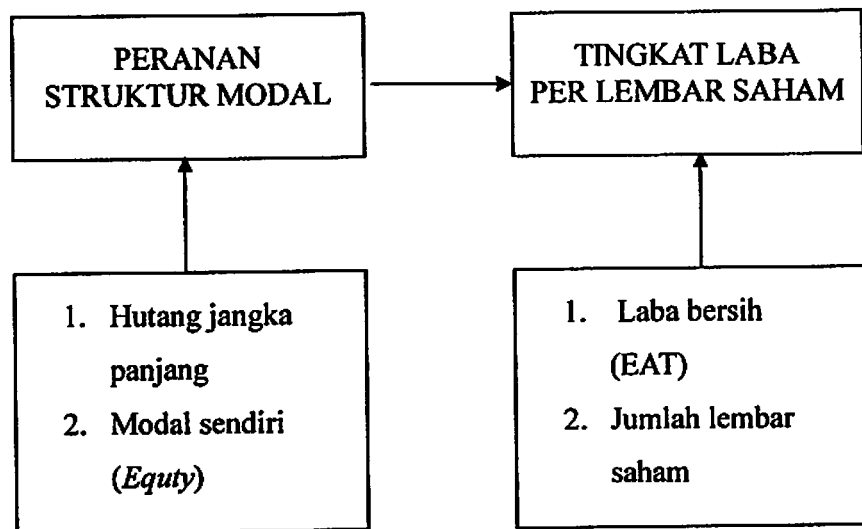 PERANAN
STRUKTUR MODAL
TINGKAT LABA
PER LEMBAR SAHAM
1. Hutang jangka
panjang
2. Modal sendiri
(Equty)
1. Laba bersih
(EAT)
2. Jumlah lembar
saham